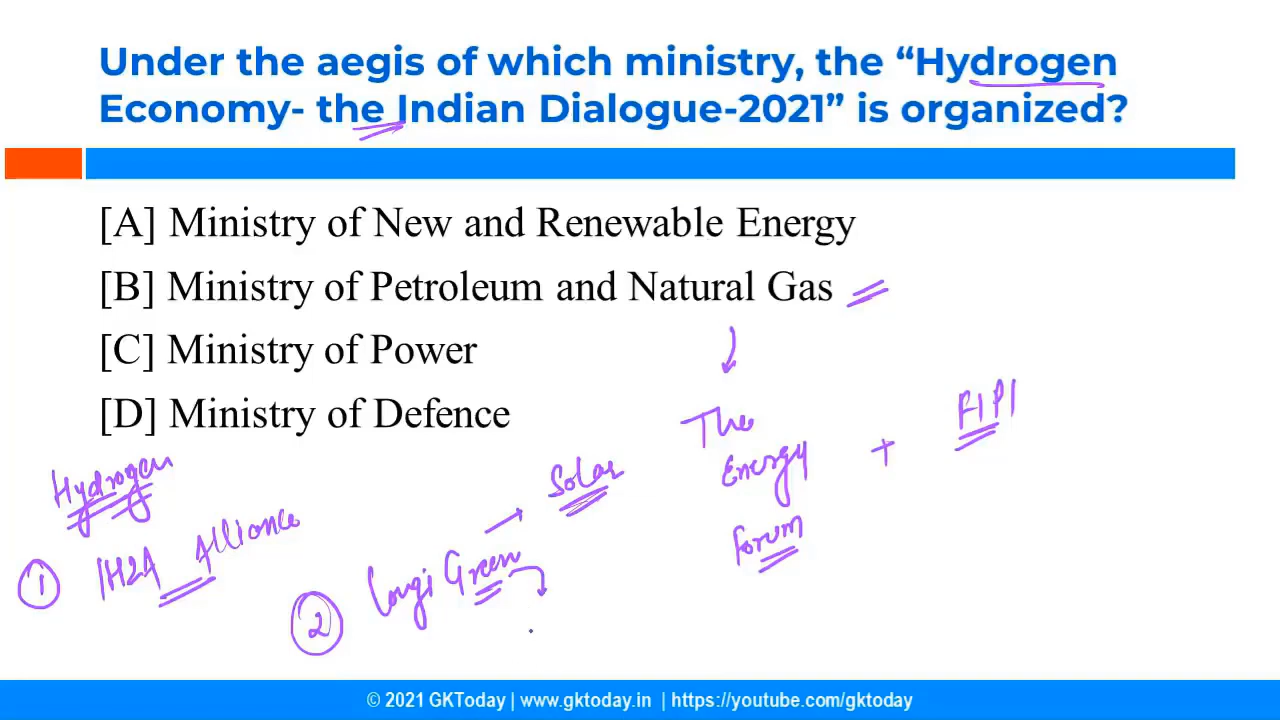 Under the aegis of which ministry, the “Hydrogen
Economy- the Indian Dialogue-2021” is organized?
[A] Ministry of New and Renewable Energy
[B] Ministry of Petroleum and Natural Gas
[C] Ministry of Power
[D] Ministry of Defence
The
Energy
Forum
+
FIPI
Hydrogen
1
IH2A Alliance
2
Longi Green
Solar
© 2021 GKToday | www.gktoday.in | https://youtube.com/gktoday